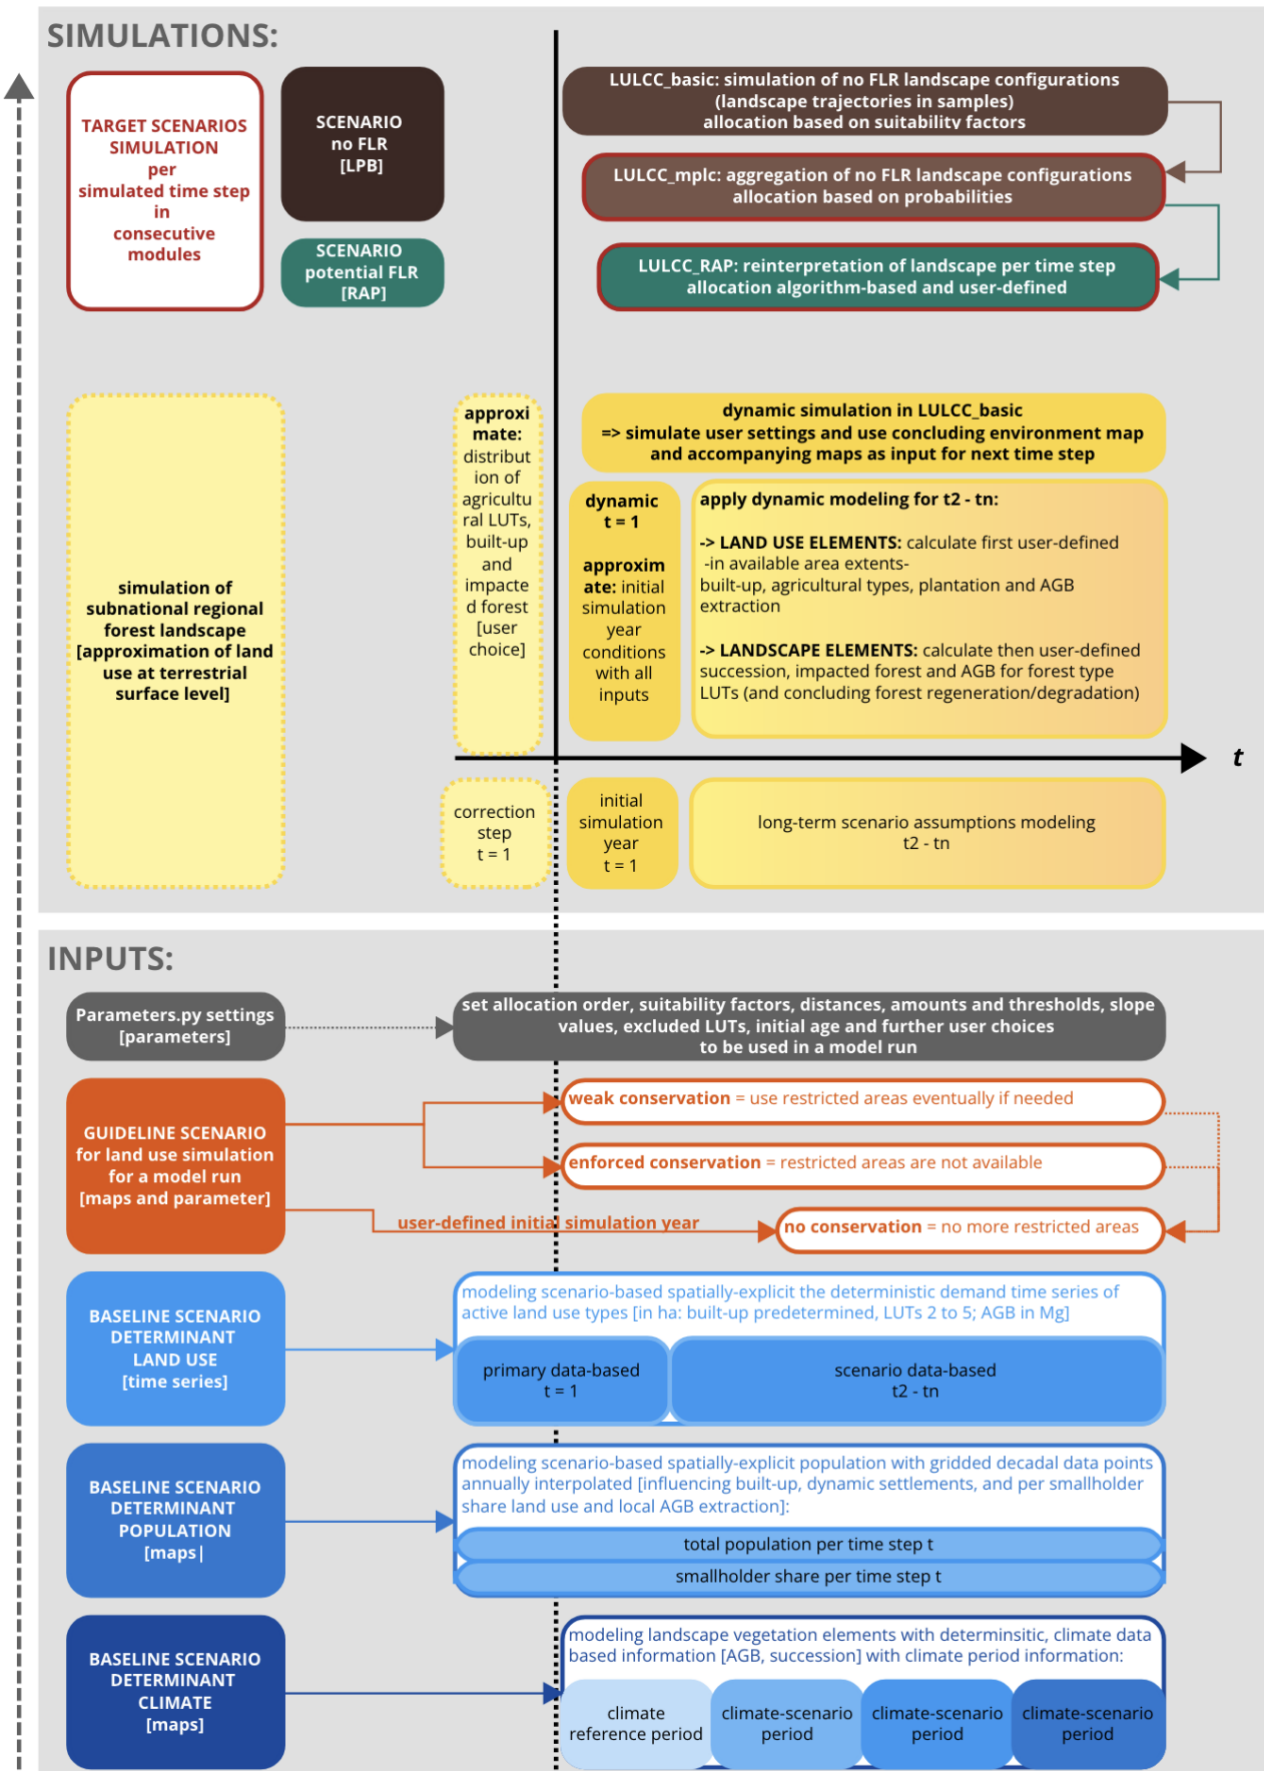 SIMULATIONS:
TARGET SCENARIOS
SIMULATION
per
simulated time step
in
consecutive
modules
SCENARIO
no FLR
[LPB]
SCENARIO
potential FLR
[RAP]
LULCC_basic: simulation of no FLR landscape configurations
(landscape trajectories in samples)
allocation based on suitability factors
LULCC_mplc: aggregation of no FLR landscape configurations
allocation based on probabilities
LULCC_RAP: reinterpretation of landscape per time step
allocation algorithm-based and user-defined
simulation of
subnational regional
forest landscape
[approximation of land
use at terrestrial
surface level]
approxi
mate:
distribut
ion of
agricultu
ral LUTs,
built-up
and
impacte
d forest
[user
choice]
dynamic simulation in LULCC_basic
=> simulate user settings and use concluding environment map
and accompanying maps as input for next time step
dynamic
t = 1
approxim
ate: initial
simulation
year
conditions
with all
inputs
apply dynamic modeling for t2 - tn:
-> LAND USE ELEMENTS: calculate first user-defined
-in available area extents-
built-up, agricultural types, plantation and AGB
extraction
-> LANDSCAPE ELEMENTS: calculate then user-defined
succession, impacted forest and AGB for forest type
LUTs (and concluding forest regeneration/degradation)
t
correction
step
t = 1
initial
simulation
year
t = 1
long-term scenario assumptions modeling
t2 - tn
INPUTS:
Parameters.py settings
[parameters]
set allocation order, suitability factors, distances, amounts and thresholds, slope
values, excluded LUTs, initial age and further user choices
to be used in a model run
GUIDELINE SCENARIO
for land use simulation
for a model run
[maps and parameter]
weak conservation = use restricted areas eventually if needed
enforced conservation = restricted areas are not available
user-defined initial simulation year
no conservation = no more restricted areas
BASELINE SCENARIO
DETERMINANT
LAND USE
[time series]
modeling scenario-based spatially-explicit the deterministic demand time series of
active land use types [in ha: built-up predetermined, LUTs 2 to 5; AGB in Mg]
primary data-based
t = 1
scenario data-based
t2 - tn
BASELINE SCENARIO
DETERMINANT
POPULATION
[maps|
modeling scenario-based spatially-explicit population with gridded decadal data points
annually interpolated [influencing built-up, dynamic settlements, and per smallholder
share land use and local AGB extraction]:
total population per time step t
smallholder share per time step t
BASELINE SCENARIO
DETERMINANT
CLIMATE
[maps]
modeling landscape vegetation elements with determinsitic, climate data
based information [AGB, succession] with climate period information:
climate
reference period
climate-scenario
period
climate-scenario
period
climate-scenario
period